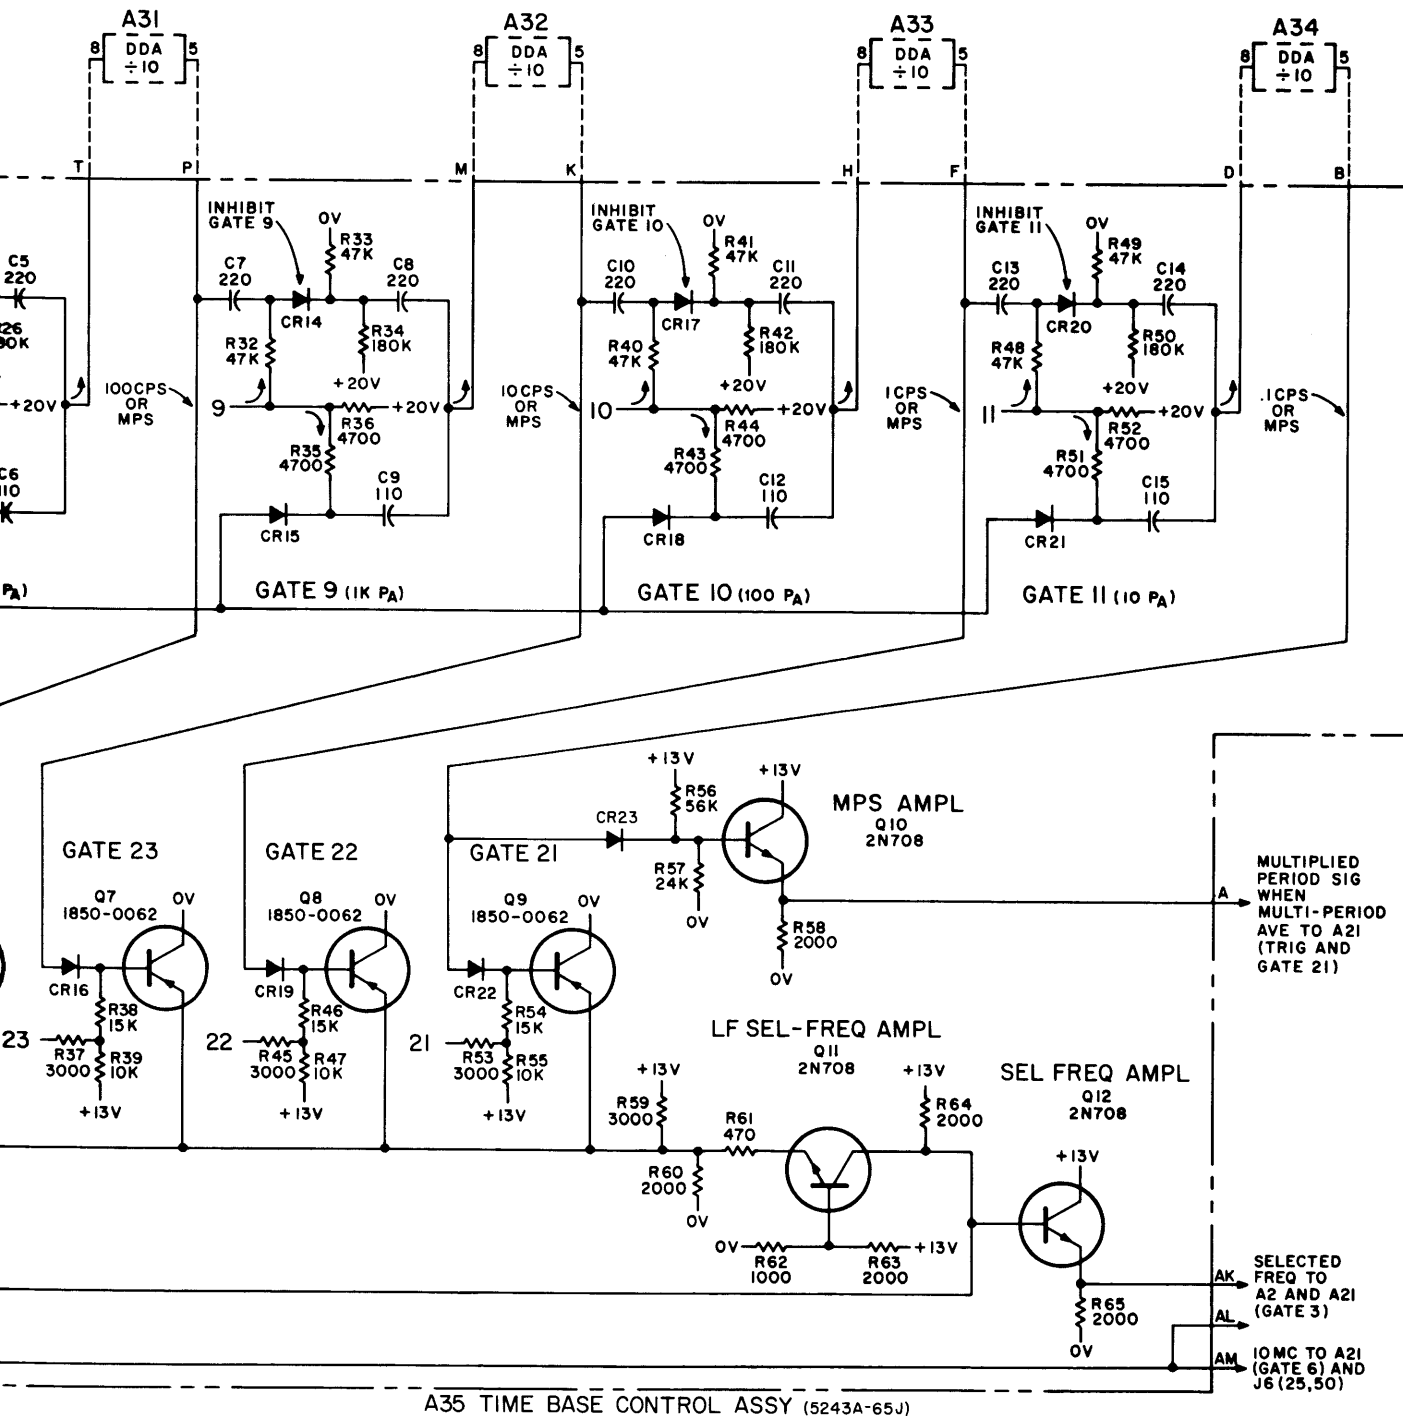 A31
A32
A33
A34
8 DDA 5
÷10
8 DDA 5
÷10
8 DDA 5
÷10
8 DDA 5
÷10
T
P
M
K
H
F
D
B
INHIBIT
GATE 9
0V
R33
47K
C5
220
C7
220
C8
220
CR14
R32
47K
R34
180K
+20V
100CPS
OR
MPS
+20V
9
+20V
R36
4700
R35
4700
C9
110
CR15
GATE 9 (1K PA)
INHIBIT
GATE 10
0V
R41
47K
C10
220
C11
220
CR17
R40
47K
R42
180K
+20V
10CPS
OR
MPS
10
+20V
R44
4700
R43
4700
C12
110
CR18
GATE 10 (100 PA)
INHIBIT
GATE 11
0V
R49
47K
C13
220
C14
220
CR20
R48
47K
R50
180K
+20V
1CPS
OR
MPS
11
+20V
R52
4700
R51
4700
C15
110
CR21
GATE 11 (10 PA)
.1CPS
OR
MPS
PA)
GATE 23
Q7
1850-0062
0V
CR16
R38
15K
23
R37
3000
R39
10K
+13V
GATE 22
Q8
1850-0062
0V
CR19
R46
15K
22
R45
3000
R47
10K
+13V
GATE 21
Q9
1850-0062
0V
CR22
R54
15K
21
R53
3000
R55
10K
+13V
CR23
+13V
R56
56K
+13V
R57
24K
0V
MPS AMPL
Q10
2N708
R58
2000
0V
A
MULTIPLIED
PERIOD SIG
WHEN
MULTI-PERIOD
AVE TO A21
(TRIG AND
GATE 21)
LF SEL-FREQ AMPL
Q11
2N708
+13V
R59
3000
R60
2000
0V
R61
470
+13V
R64
2000
0V
R62
1000
R63
2000
+13V
SEL FREQ AMPL
Q12
2N708
+13V
R65
2000
0V
AK
SELECTED
FREQ TO
A2 AND A21
(GATE 3)
AL
AM
10MC TO A21
(GATE 6) AND
J6(25,50)
A35 TIME BASE CONTROL ASSY (5243A-65J)